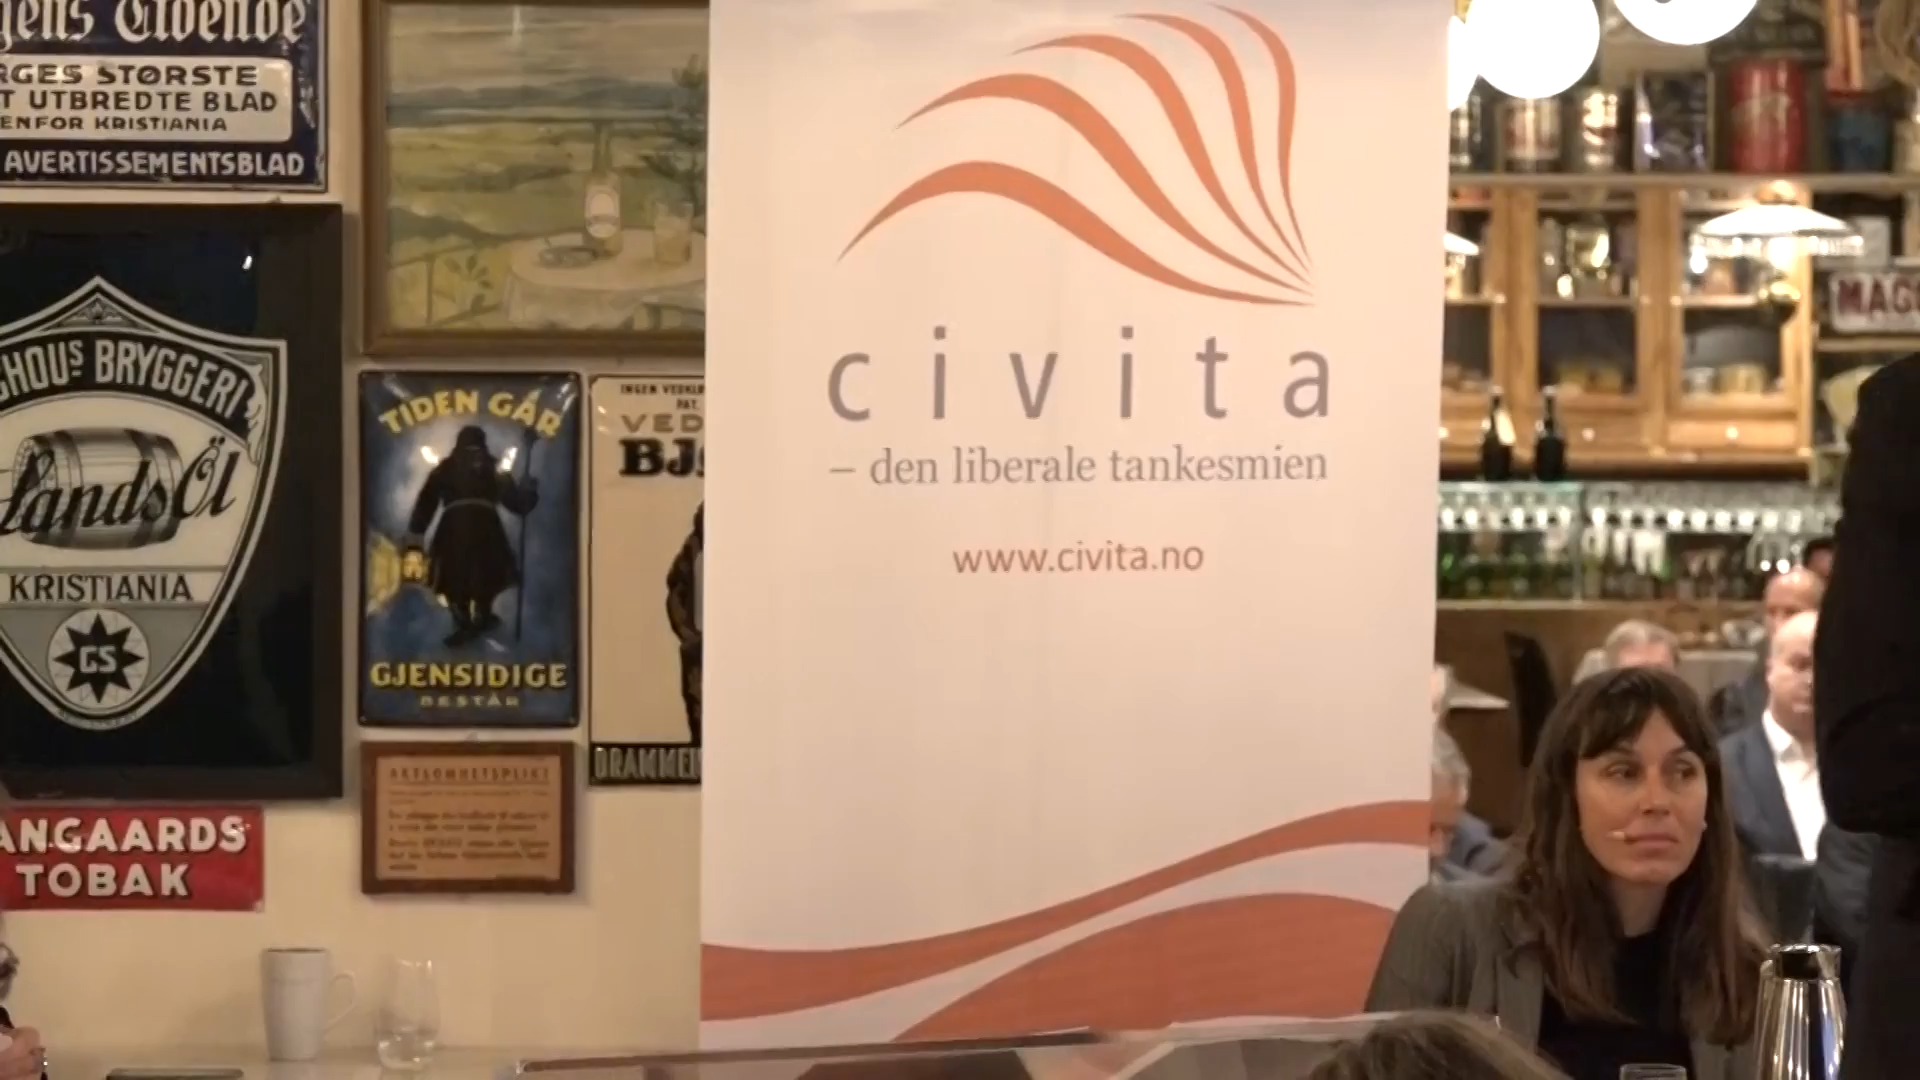 gens Tidende
RGES STØRSTE
T UTBREDTE BLAD
ENFOR KRISTIANIA
AVERTISSEMENTSBLAD
CHOUS BRYGGERI
LandsÖl
KRISTIANIA
GS
ANGAARDS
TOBAK
TIDEN GÅR
GJENSIDIGE
BESTÅR
INGEN
PAT.
VED
BJ
DRAMMEN
civita
– den liberale tankesmien
www.civita.no
MAG